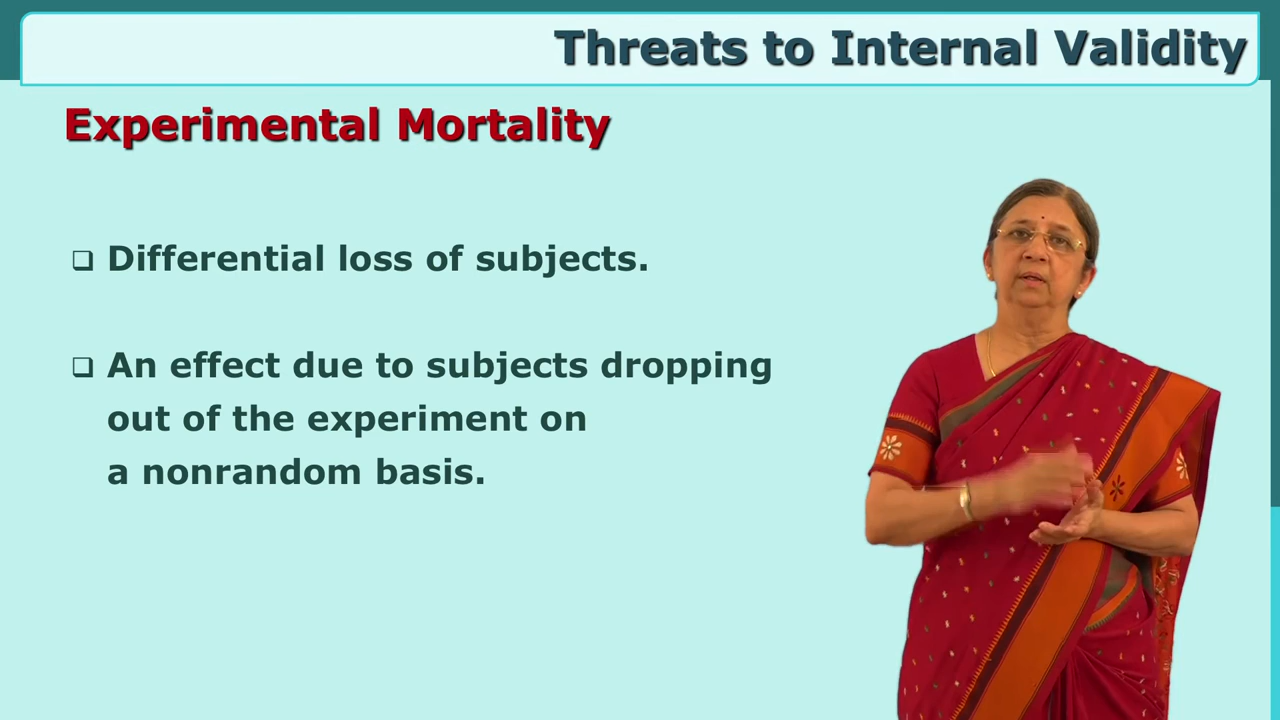 Threats to Internal Validity
Experimental Mortality
❑ Differential loss of subjects.
❑ An effect due to subjects dropping
out of the experiment on
a nonrandom basis.